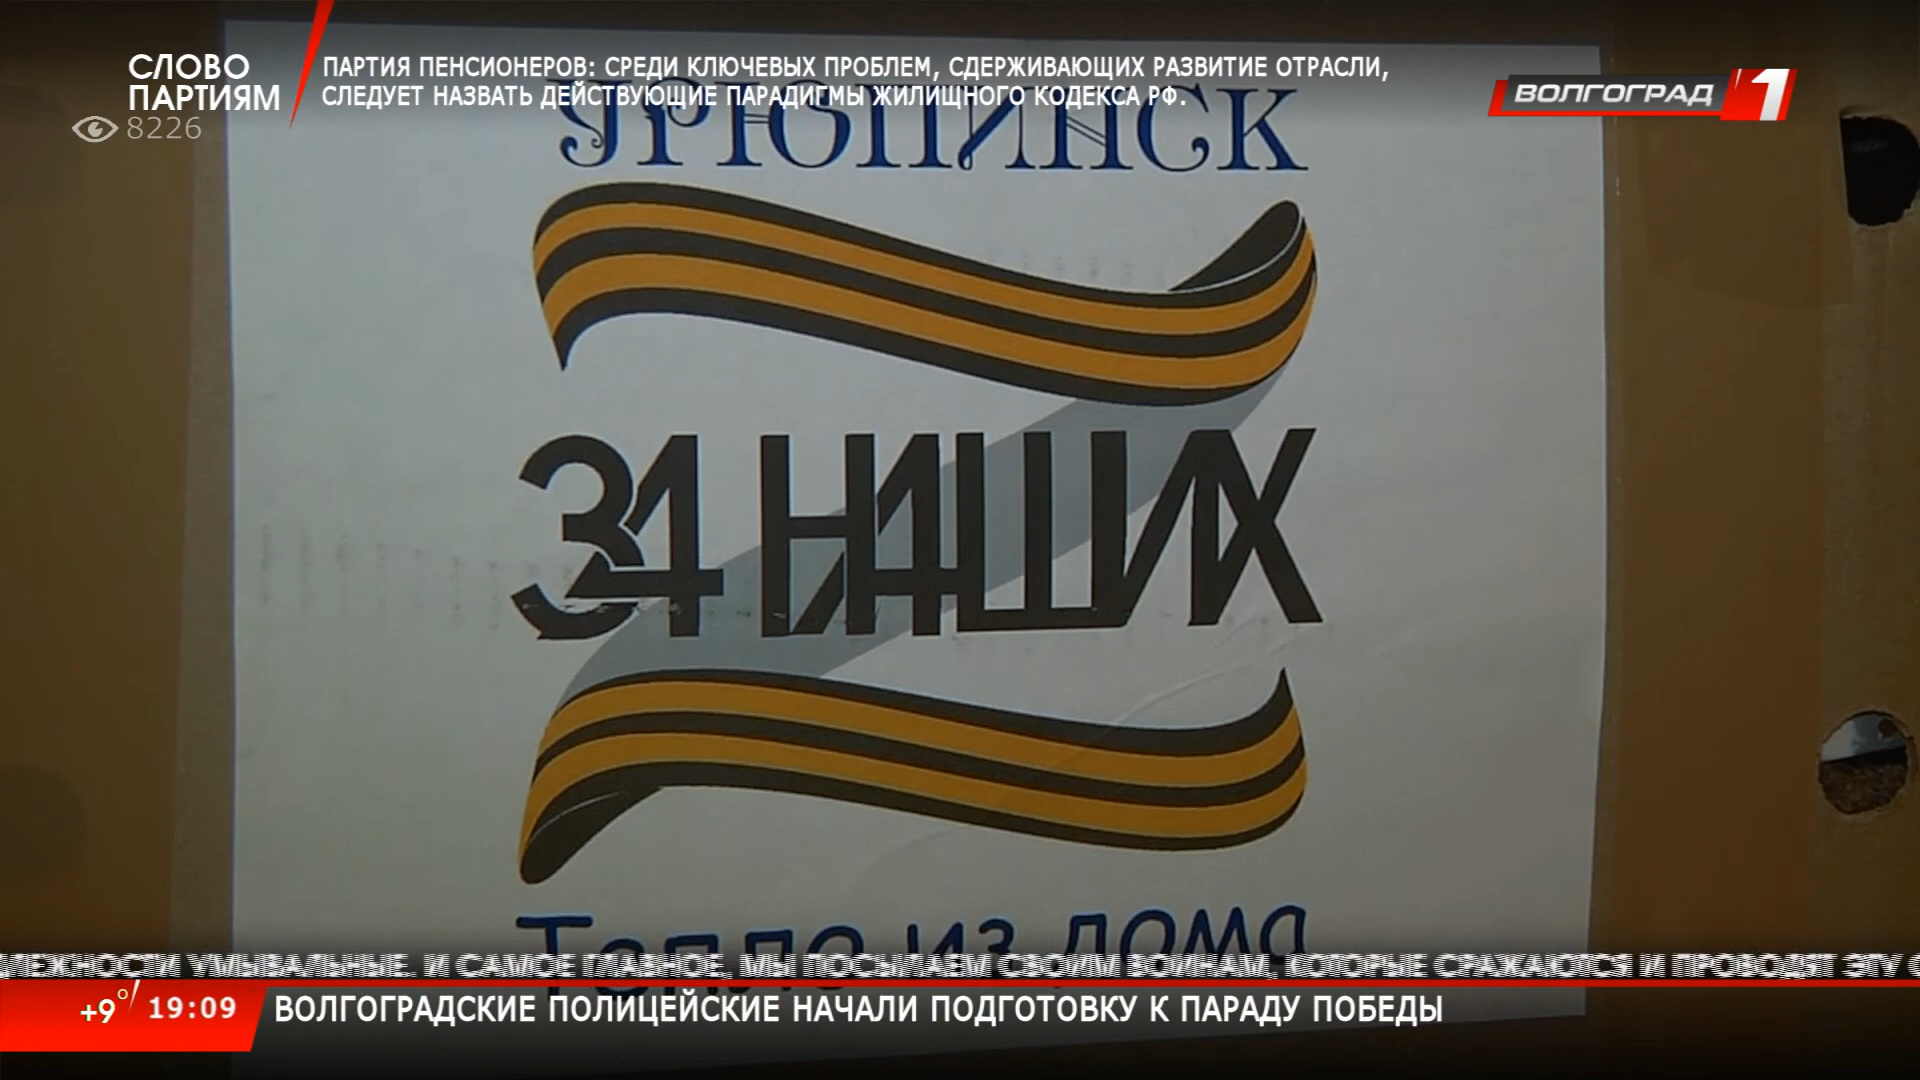 СЛОВО
ПАРТИЯМ
8226
ПАРТИЯ ПЕНСИОНЕРОВ: СРЕДИ КЛЮЧЕВЫХ ПРОБЛЕМ, СДЕРЖИВАЮЩИХ РАЗВИТИЕ ОТРАСЛИ,
СЛЕДУЕТ НАЗВАТЬ ДЕЙСТВУЮЩИЕ ПАРАДИГМЫ ЖИЛИЩНОГО КОДЕКСА РФ.
ВОЛГОГРАД 1
УРЮПИНСК
ЗА НАШИХ
Тепло из дома
УМЫВАЛЬНЫЕ. И САМОЕ ГЛАВНОЕ, МЫ ПОСЫЛАЕМ СВОИМ ВОИНАМ, КОТОРЫЕ СРАЖАЮТСЯ И ПРОВОДЯТ ЭТУ
+9° 19:09 ВОЛГОГРАДСКИЕ ПОЛИЦЕЙСКИЕ НАЧАЛИ ПОДГОТОВКУ К ПАРАДУ ПОБЕДЫ